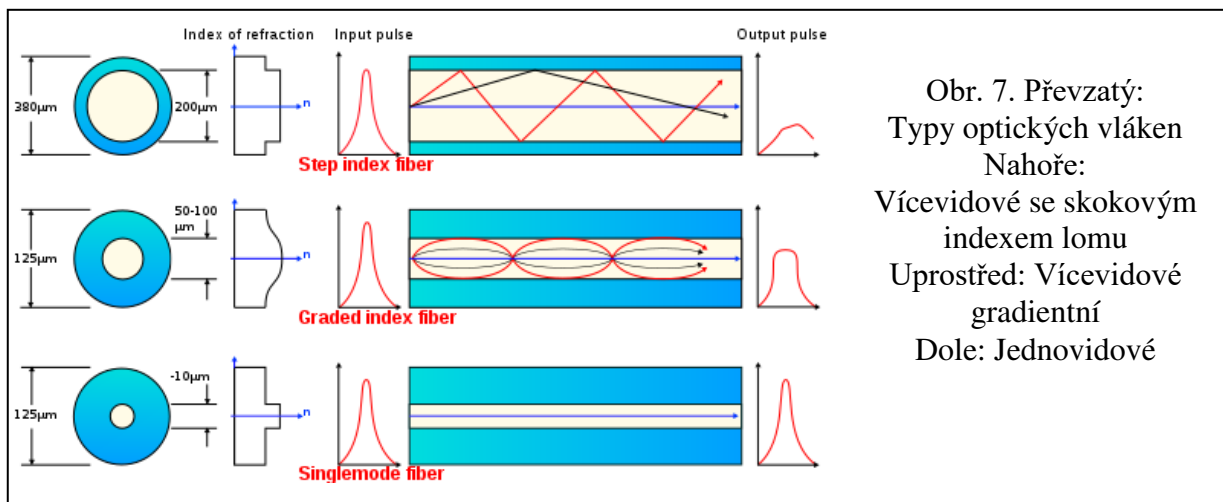 Index of refraction
Input pulse
Output pulse
380µm
200µm
n
Step index fiber
50-100
µm
125µm
n
Graded index fiber
-10µm
125µm
n
Singlemode fiber
Obr. 7. Převzatý:
Typy optických vláken
Nahoře:
Vícevidové se skokovým
indexem lomu
Uprostřed: Vícevidové
gradientní
Dole: Jednovidové